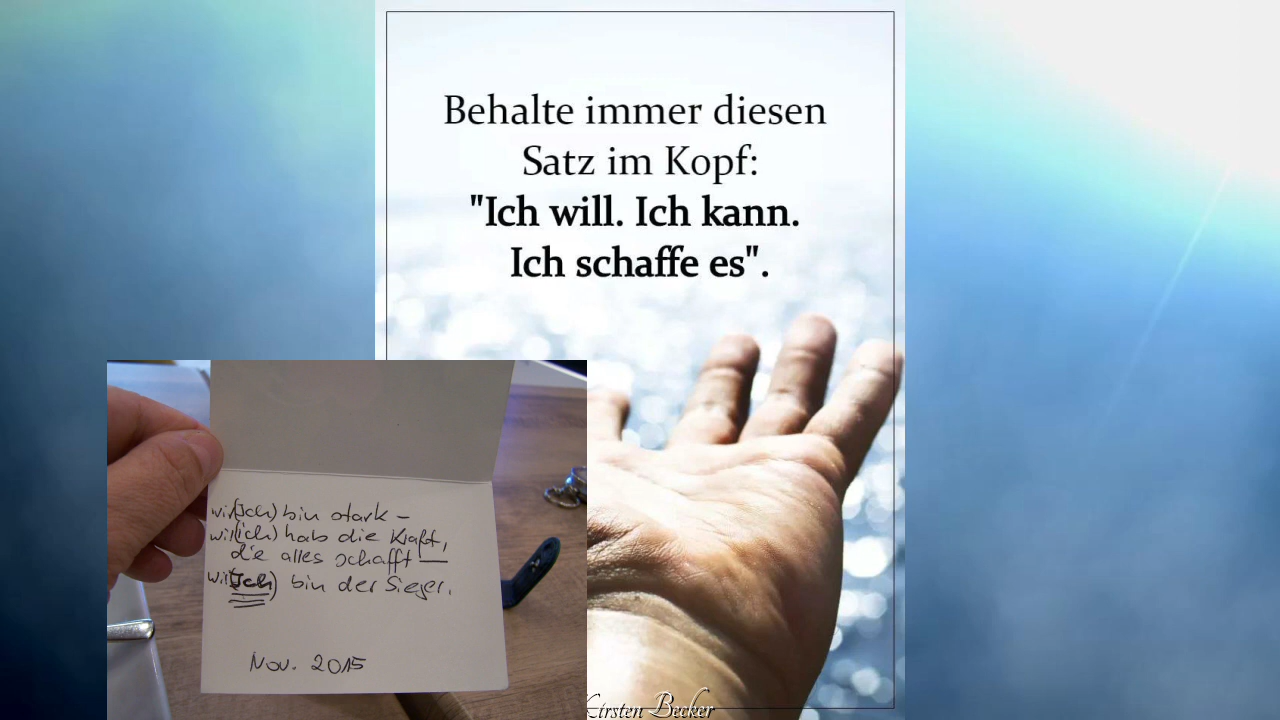 Behalte immer diesen
Satz im Kopf:
"Ich will. Ich kann.
Ich schaffe es".
wir(Ich) bin stark –
wir(ich) hab die Kraft,
die alles schafft —
wir(Ich) bin der Sieger.
Nov. 2015
Kirsten Becker